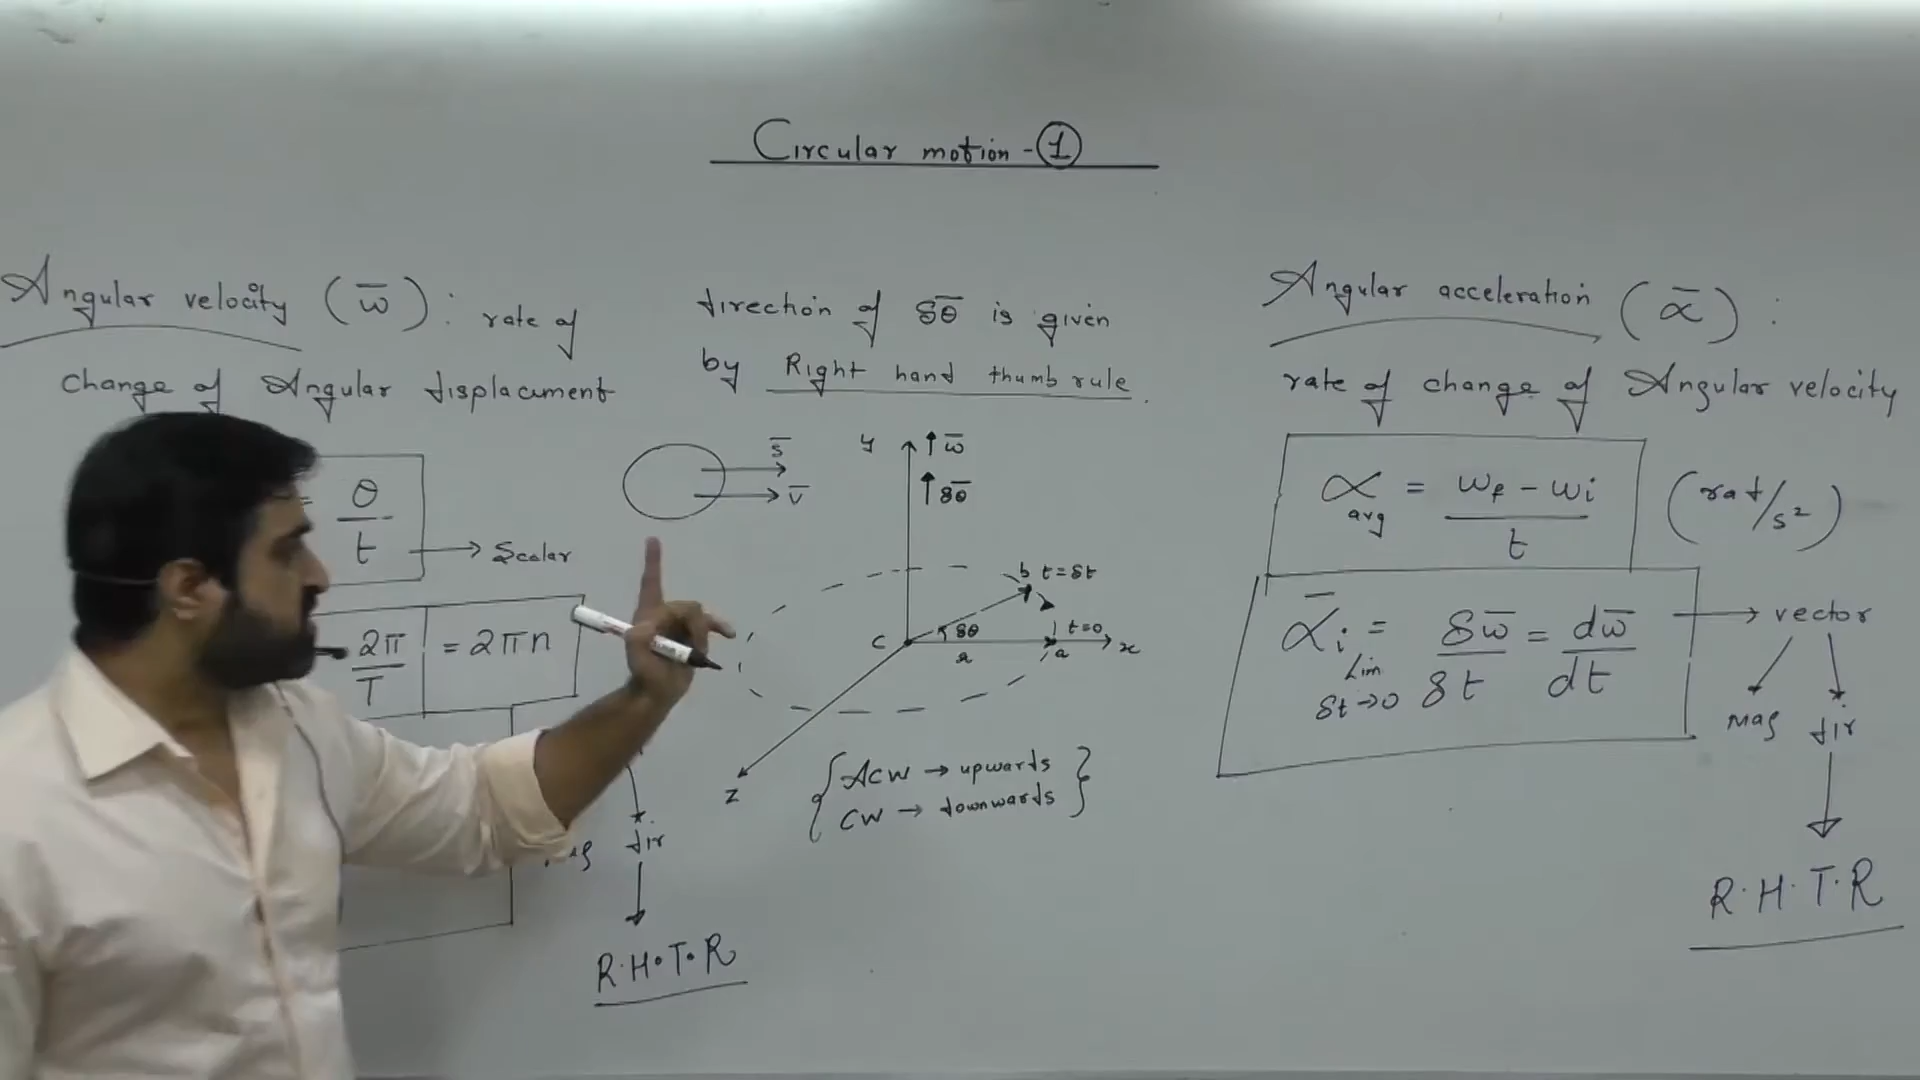 Circular motion - 1
Angular velocity (ω̅) : rate of
change of Angular displacement
= θ / t → Scalar
2π / T = 2πn
dir
R.H.T.R
direction of δθ̅ is given
by Right hand thumb rule.
s̅
v̅
y ↑ ω̅
↑ δθ̅
b t=δt
δθ
t=0
c r a x
z
{ ACW → upwards }
{ CW → downwards }
Angular acceleration (α̅) :
rate of change of Angular velocity
α avg = ωf - ωi / t (rad/s²)
α̅i = Lim δt→0 δω̅ / δt = dω̅ / dt → vector
mag dir
R.H.T.R